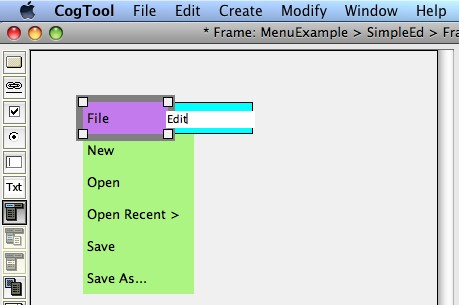 CogTool File Edit Create Modify Window Help
* Frame: MenuExample > SimpleEd > Fra
File Edit
New
Open
Open Recent >
Save
Save As...
Txt